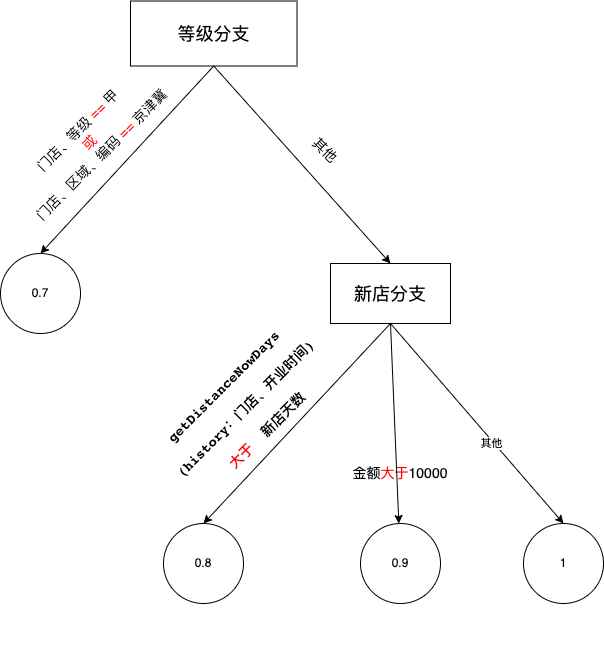 等级分支
门店、等级 == 甲
或
门店、区域、编码 == 京津冀
其他
0.7
新店分支
getDistanceNowDays
(history: 门店、开业时间)
大于 新店天数
金额大于10000
其他
0.8
0.9
1